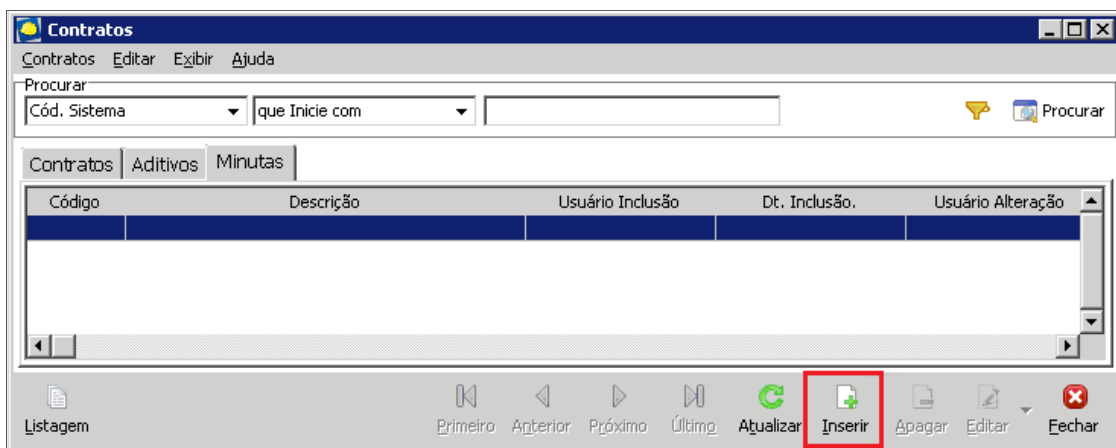 Contratos
Contratos Editar Exibir Ajuda
Procurar
Cód. Sistema que Inicie com Procurar
Contratos Aditivos Minutas
Código Descrição Usuário Inclusão Dt. Inclusão. Usuário Alteração
Listagem Primeiro Anterior Próximo Último Atualizar Inserir Apagar Editar Fechar